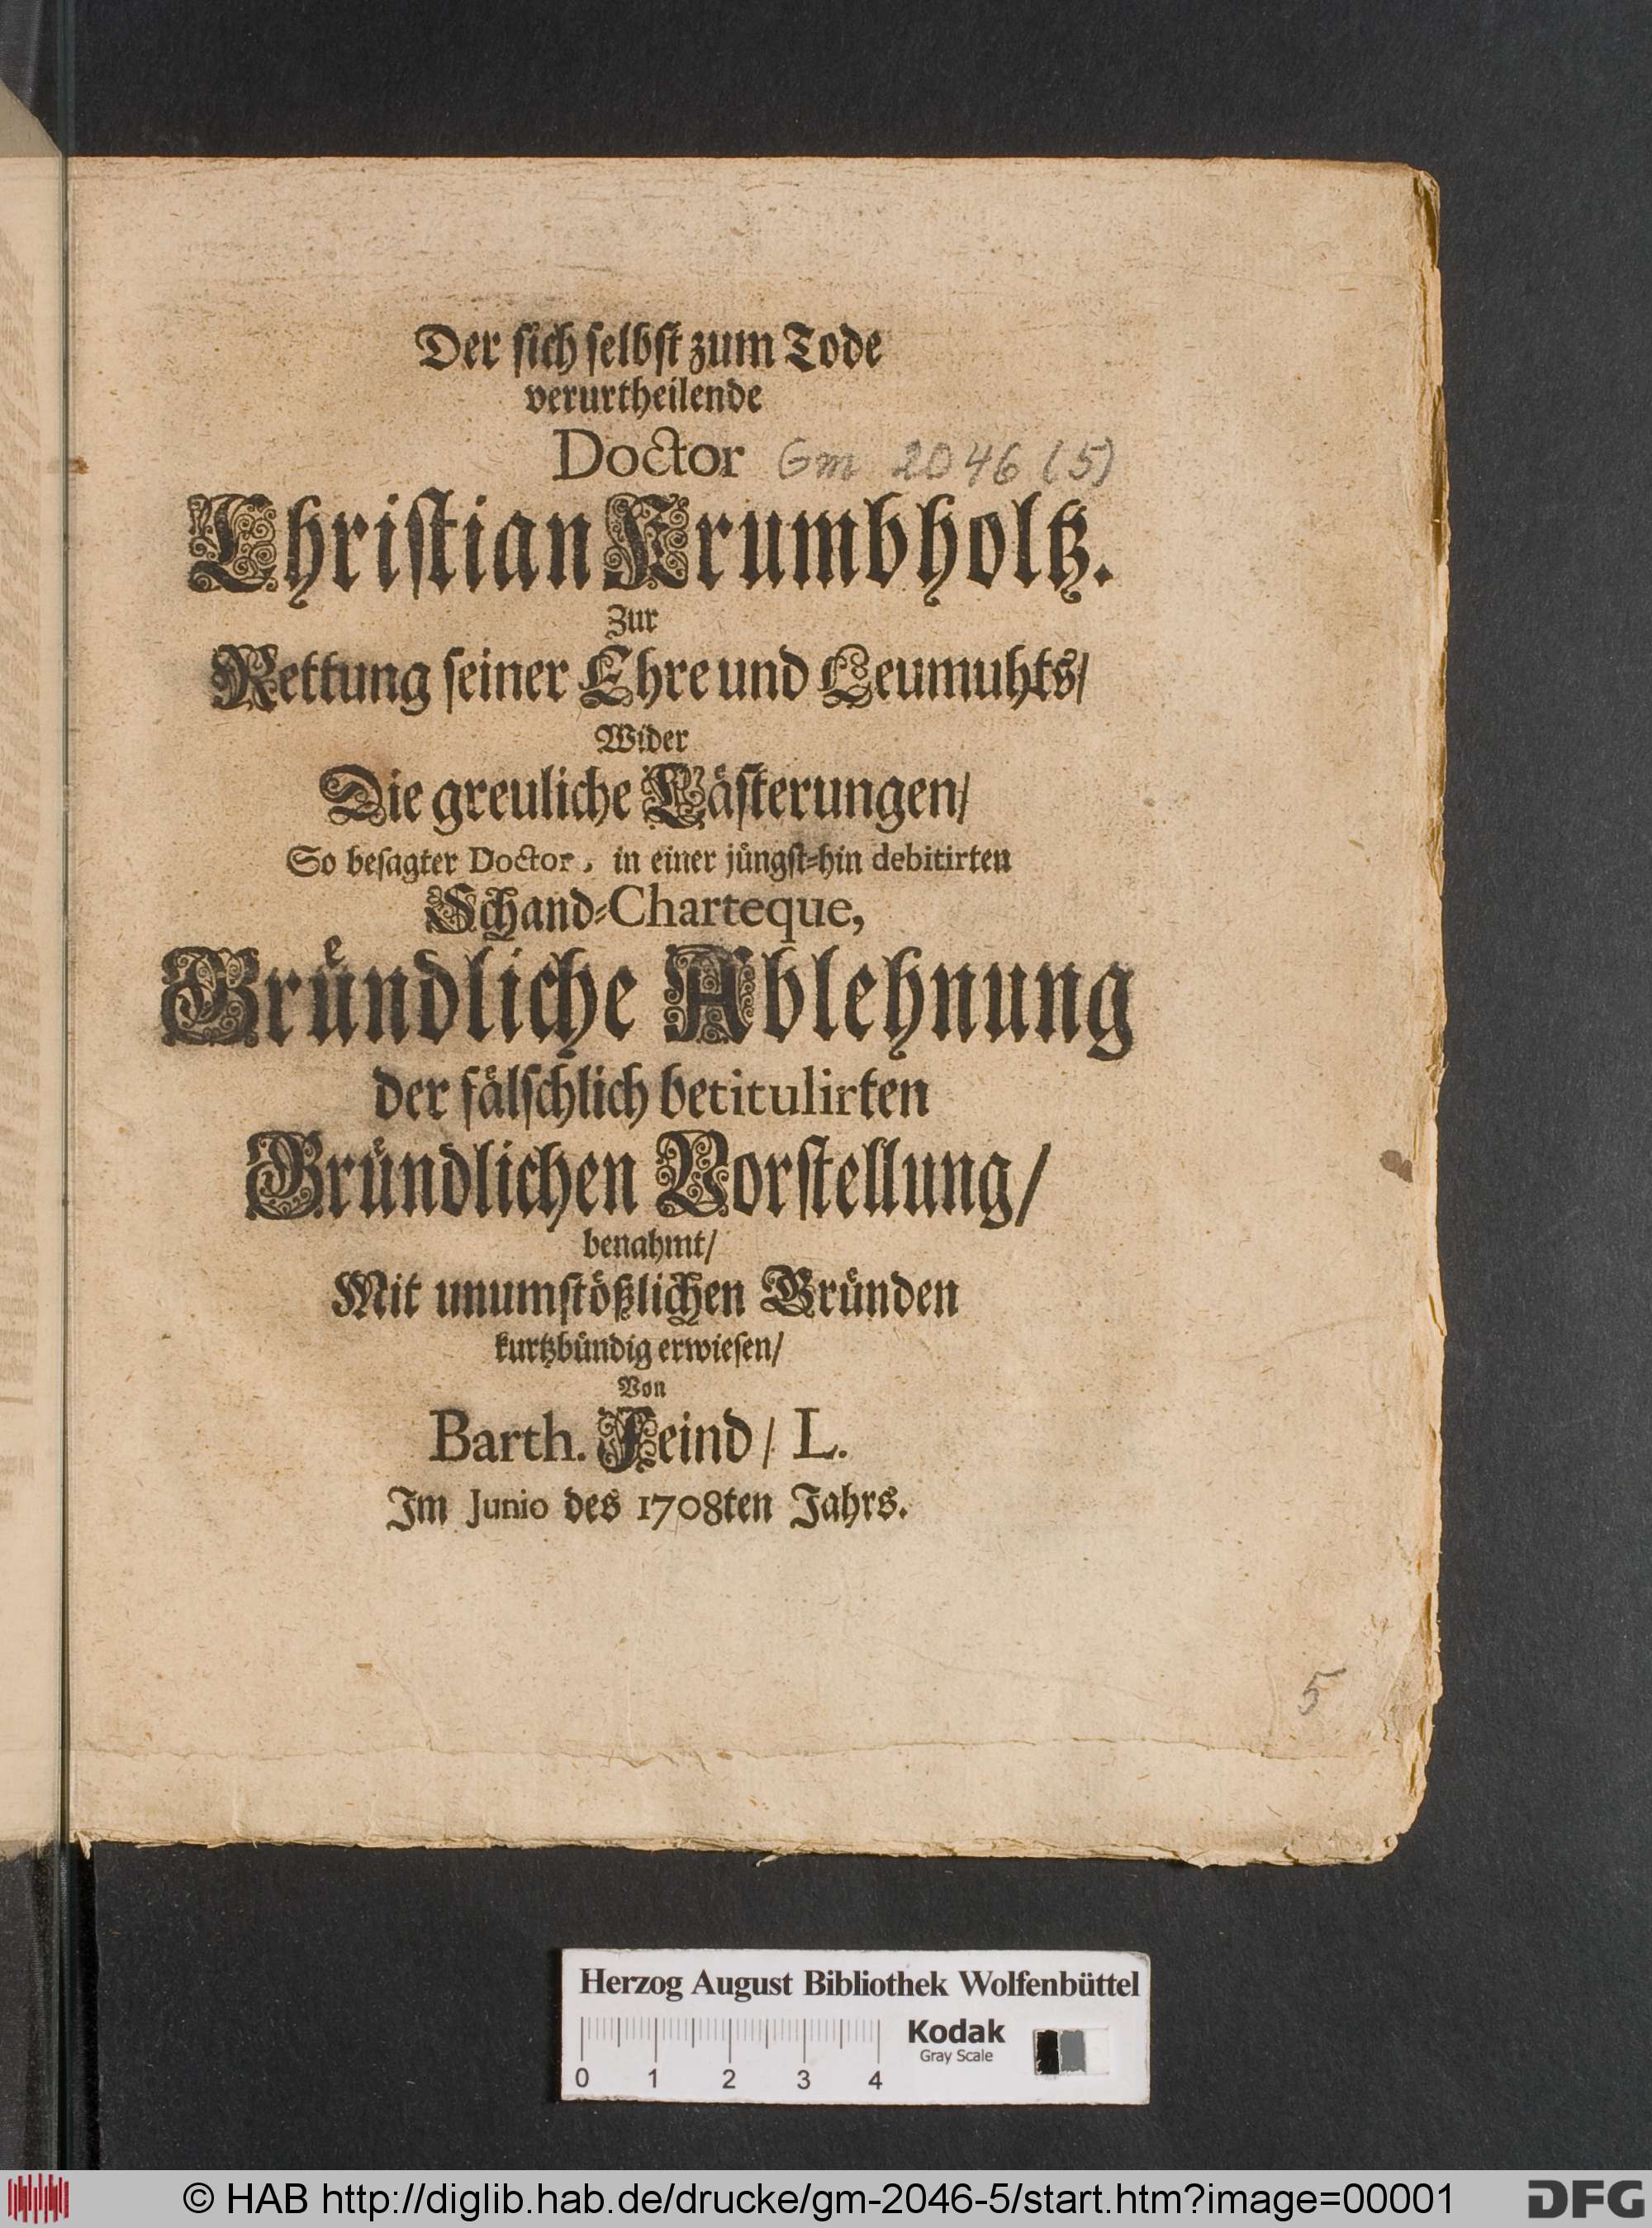 Der sich selbst zum Tode
verurtheilende
Doctor Gm 2046 (5)
Christian Krumbholtz.
Zur
Rettung seiner Ehre und Leumuhts/
Wider
Die greuliche Lästerungen/
So besagter Doctor, in einer jüngst-hin debitirten
Schand-Charteque,
Gründliche Ablehnung
der fälschlich betitulirten
Gründlichen Vorstellung/
benahmt/
Mit unumstößlichen Gründen
kurtzbündig erwiesen/
Von
Barth. Feind/ L.
Im Junio des 1708ten Jahrs.
5
Herzog August Bibliothek Wolfenbüttel
Kodak
Gray Scale
0 1 2 3 4
© HAB http://diglib.hab.de/drucke/gm-2046-5/start.htm?image=00001
DFG